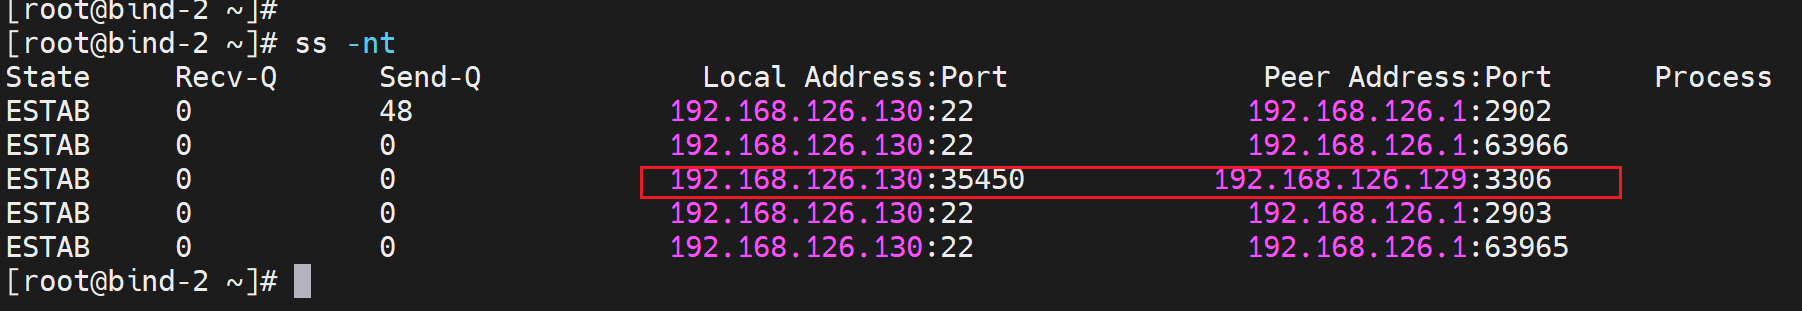 [root@bind-2 ~]#
[root@bind-2 ~]# ss -nt
State Recv-Q Send-Q Local Address:Port Peer Address:Port Process
ESTAB 0 48 192.168.126.130:22 192.168.126.1:2902
ESTAB 0 0 192.168.126.130:22 192.168.126.1:63966
ESTAB 0 0 192.168.126.130:35450 192.168.126.129:3306
ESTAB 0 0 192.168.126.130:22 192.168.126.1:2903
ESTAB 0 0 192.168.126.130:22 192.168.126.1:63965
[root@bind-2 ~]#